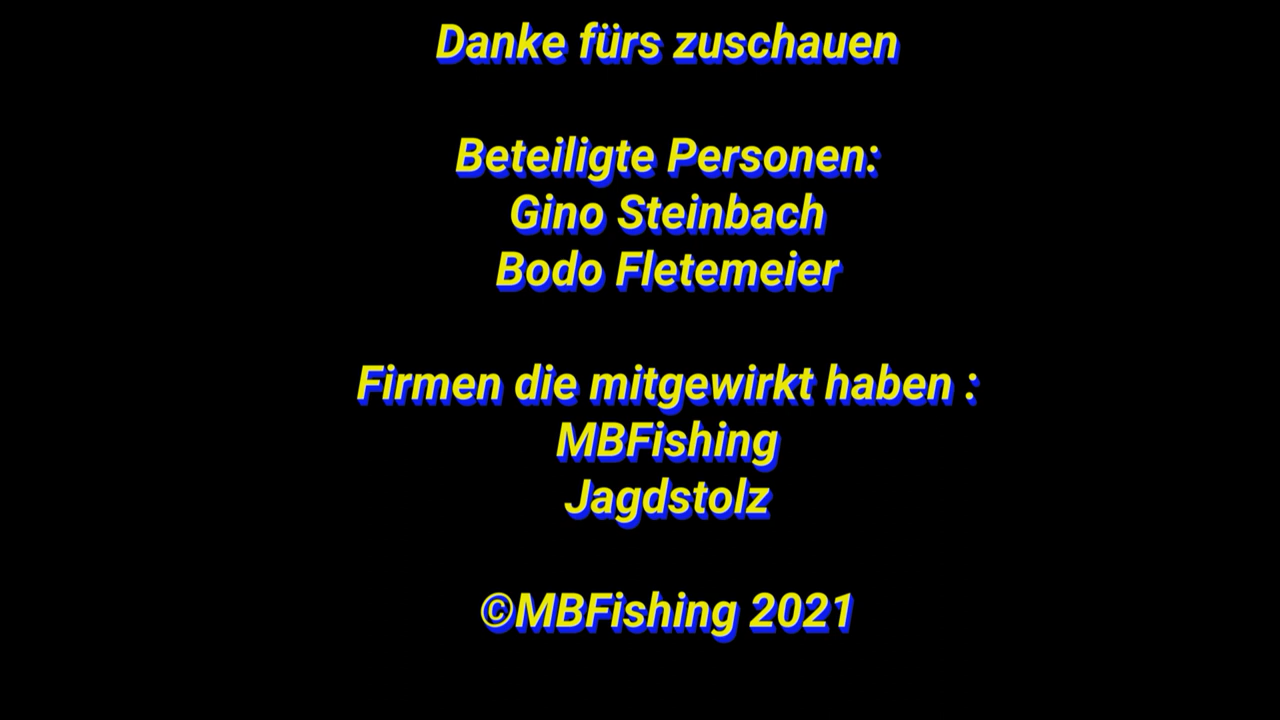 Danke fürs zuschauen
Beteiligte Personen:
Gino Steinbach
Bodo Fletemeier
Firmen die mitgewirkt haben :
MBFishing
Jagdstolz
©MBFishing 2021